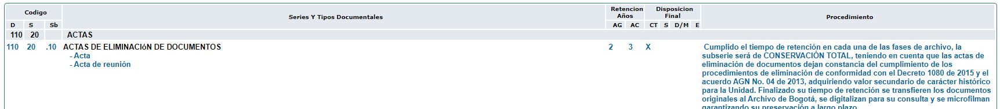 Codigo
Series Y Tipos Documentales
Retencion Años
Disposicion Final
Procedimiento
D S Sb
AG AC CT S D/M E
110 20 ACTAS
110 20 .10 ACTAS DE ELIMINACIóN DE DOCUMENTOS 2 3 X
- Acta
- Acta de reunión
Cumplido el tiempo de retención en cada una de las fases de archivo, la
subserie será de CONSERVACIÓN TOTAL, teniendo en cuenta que las actas de
eliminación de documentos dejan constancia del cumplimiento de los
procedimientos de eliminación de conformidad con el Decreto 1080 de 2015 y el
acuerdo AGN No. 04 de 2013, adquiriendo valor secundario de carácter histórico
para la Unidad. Finalizado su tiempo de retención se transfieren los documentos
originales al Archivo de Bogotá, se digitalizan para su consulta y se microfilman
garantizando su preservación a largo plazo